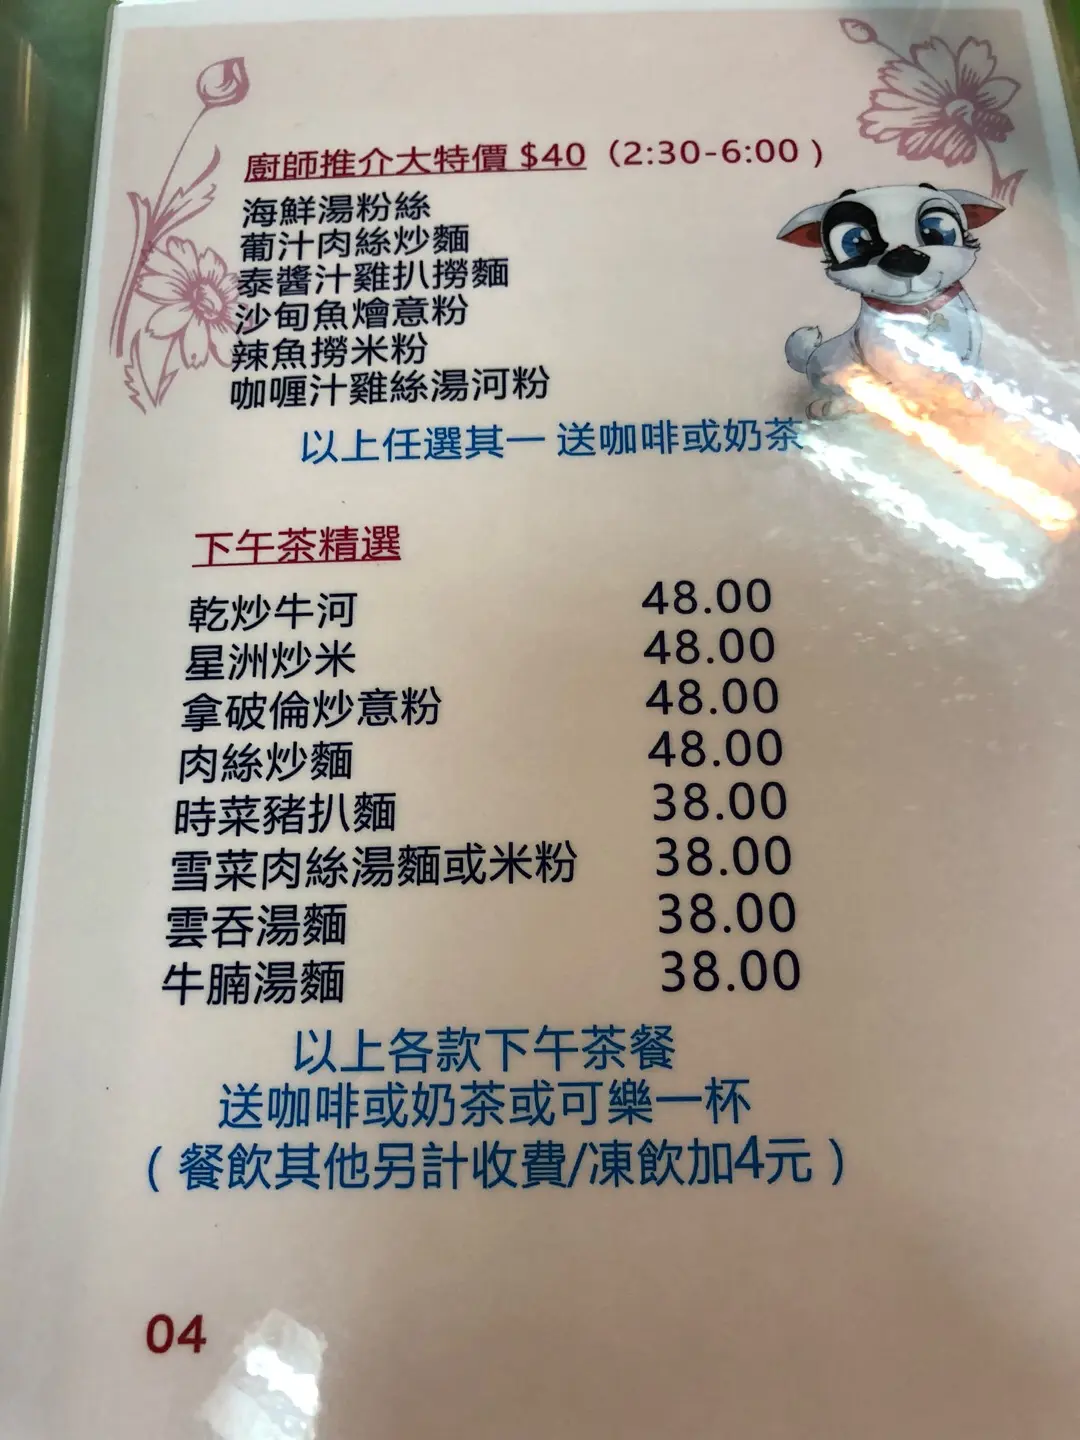 廚師推介大特價 $40（2:30-6:00 ）
海鮮湯粉絲
葡汁肉絲炒麵
泰醬汁雞扒撈麵
沙甸魚燴意粉
辣魚撈米粉
咖喱汁雞絲湯河粉
以上任選其一 送咖啡或奶茶
下午茶精選
乾炒牛河 48.00
星洲炒米 48.00
拿破倫炒意粉 48.00
肉絲炒麵 48.00
時菜豬扒麵 38.00
雪菜肉絲湯麵或米粉 38.00
雲吞湯麵 38.00
牛腩湯麵 38.00
以上各款下午茶餐
送咖啡或奶茶或可樂一杯
（餐飲其他另計收費/凍飲加4元）
04